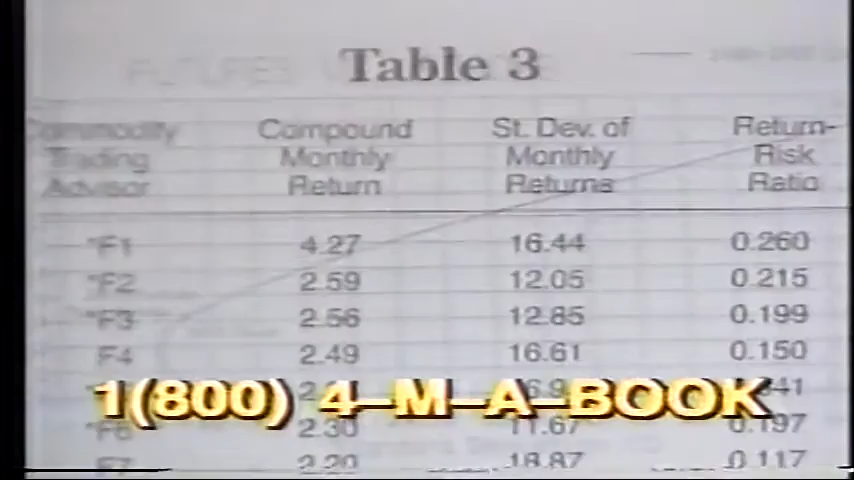 FUTURES
Table 3
Commodity Compound St. Dev. of Return-
Trading Monthly Monthly Risk
Advisor Return Returns Ratio
*F1 4.27 16.44 0.260
*F2 2.59 12.05 0.215
*F3 2.56 12.85 0.199
F4 2.49 16.61 0.150
1(800) 4-M-A-BOOK
2.30 11.67 0.197
F7 2.20 18.87 0.117